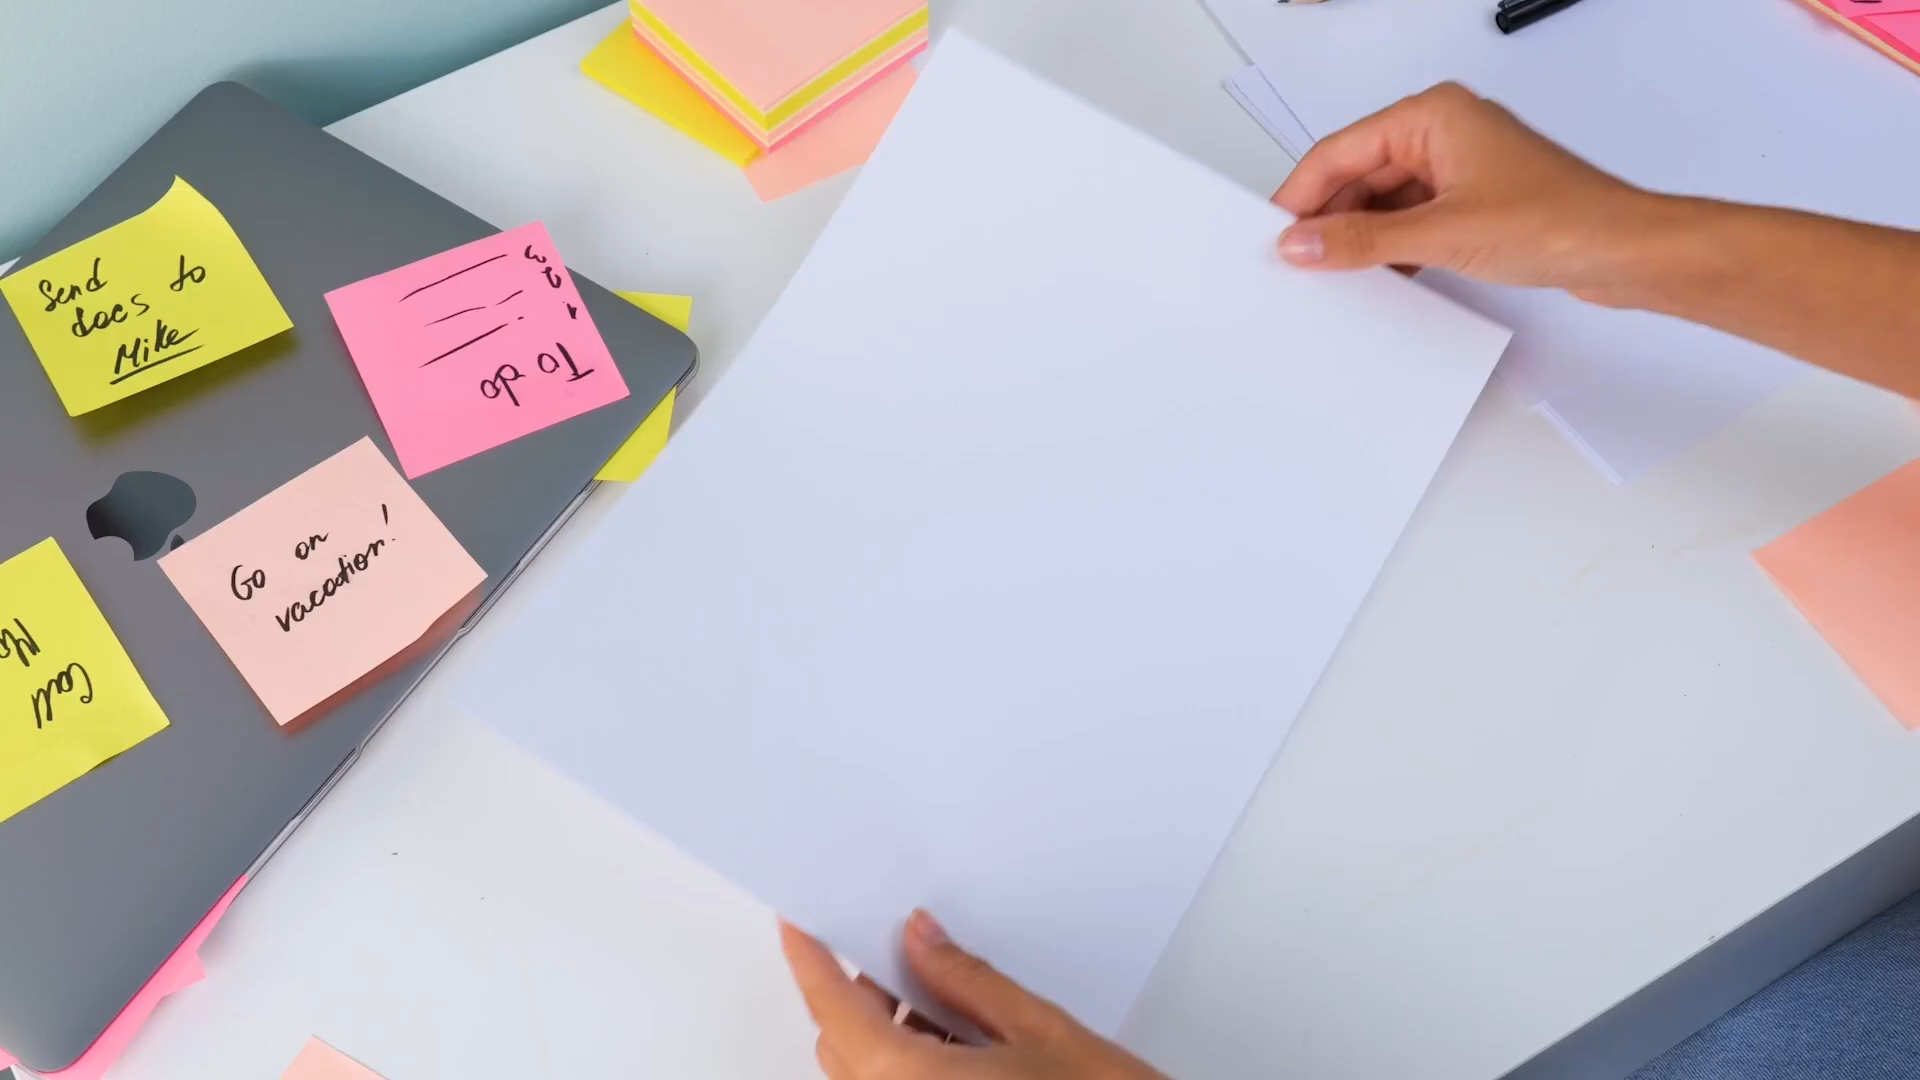 Send
docs to
Mike
To do
1.
2.
3
Go on
vacation!
Call